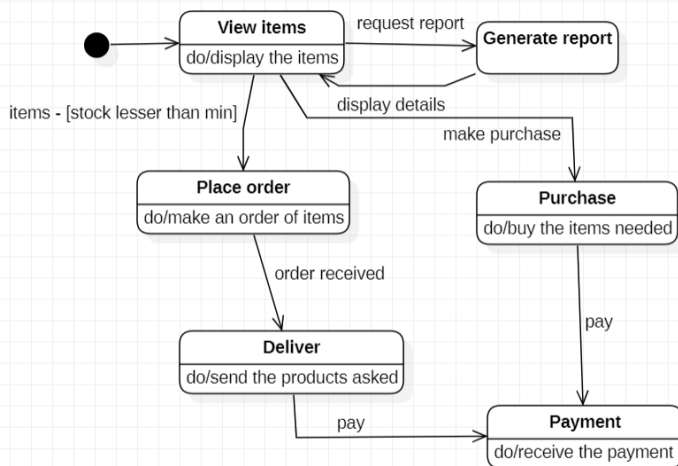 View items
request report
Generate report
do/display the items
display details
items - [stock lesser than min]
make purchase
Place order
Purchase
do/make an order of items
do/buy the items needed
order received
pay
Deliver
do/send the products asked
pay
Payment
do/receive the payment